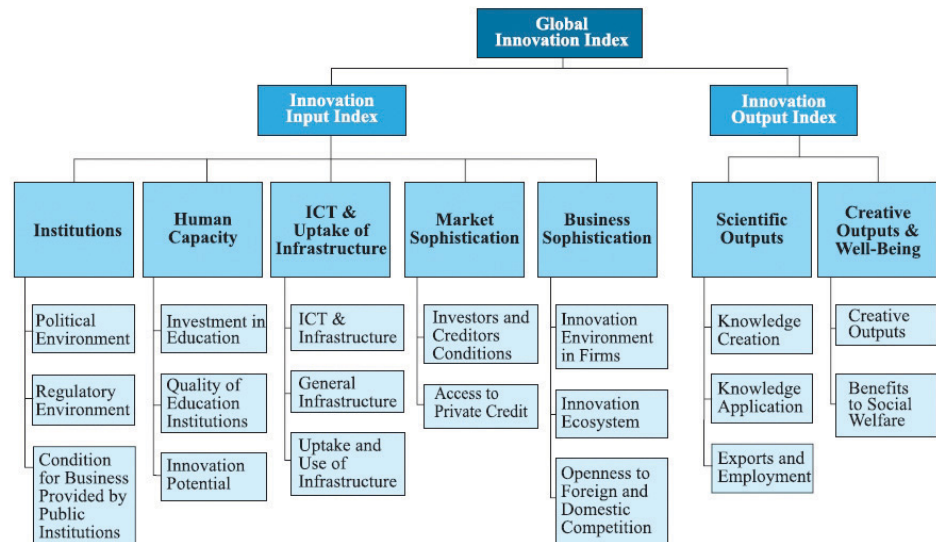 Global
Innovation Index
Innovation
Input Index
Innovation
Output Index
Institutions
Human
Capacity
ICT &
Uptake of
Infrastructure
Market
Sophistication
Business
Sophistication
Scientific
Outputs
Creative
Outputs &
Well-Being
Political
Environment
Regulatory
Environment
Condition
for Business
Provided by
Public
Institutions
Investment in
Education
Quality of
Education
Institutions
Innovation
Potential
ICT &
Infrastructure
General
Infrastructure
Uptake and
Use of
Infrastructure
Investors and
Creditors
Conditions
Access to
Private Credit
Innovation
Environment
in Firms
Innovation
Ecosystem
Openness to
Foreign and
Domestic
Competition
Knowledge
Creation
Knowledge
Application
Exports and
Employment
Creative
Outputs
Benefits
to Social
Welfare